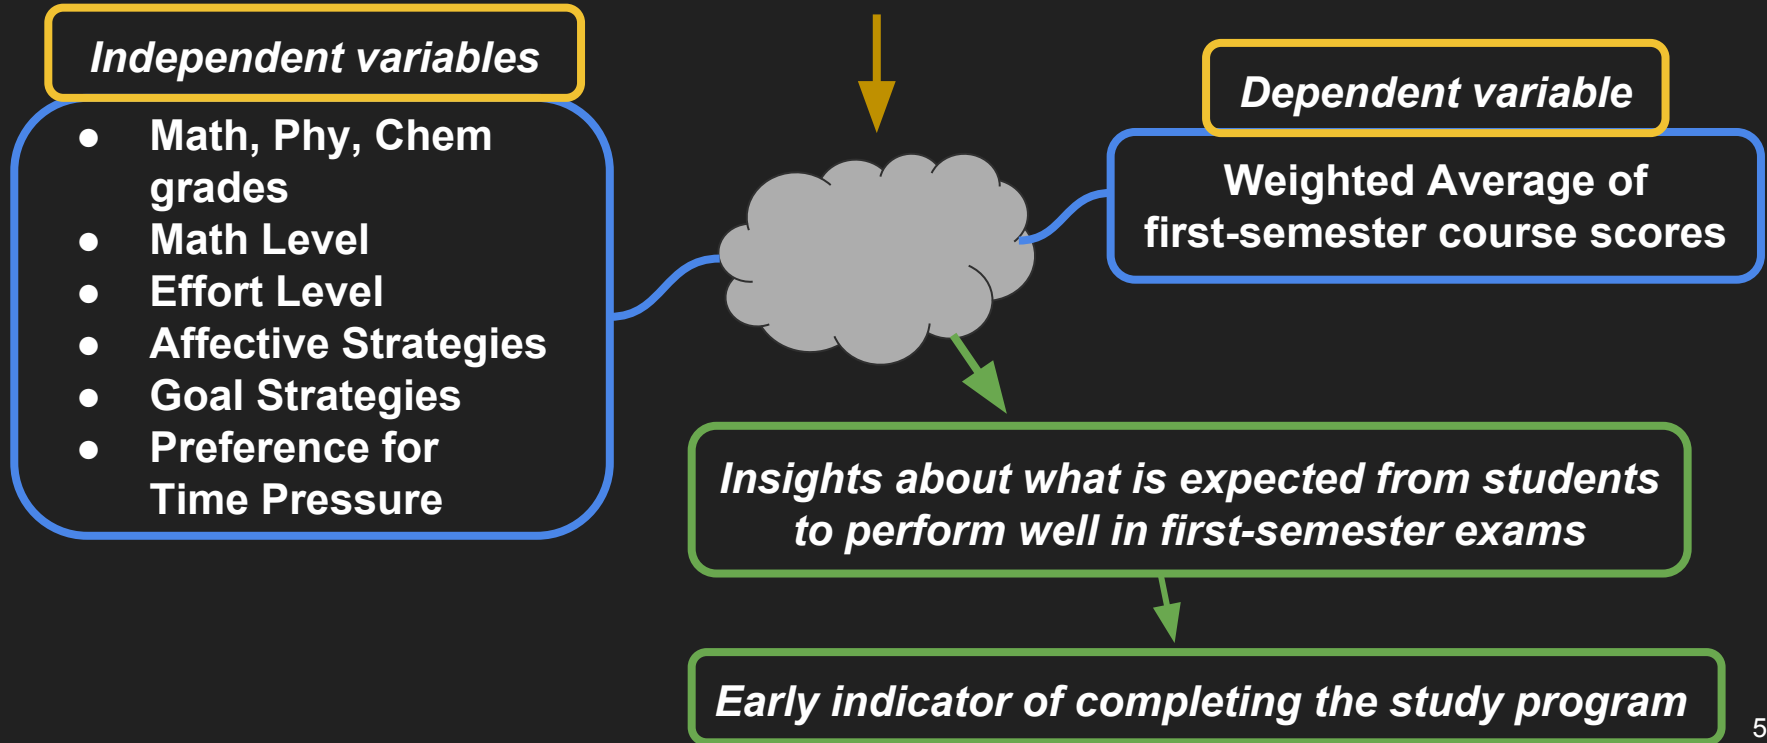 Independent variables
● Math, Phy, Chem
grades
● Math Level
● Effort Level
● Affective Strategies
● Goal Strategies
● Preference for
Time Pressure
Dependent variable
Weighted Average of
first-semester course scores
Insights about what is expected from students
to perform well in first-semester exams
Early indicator of completing the study program
5